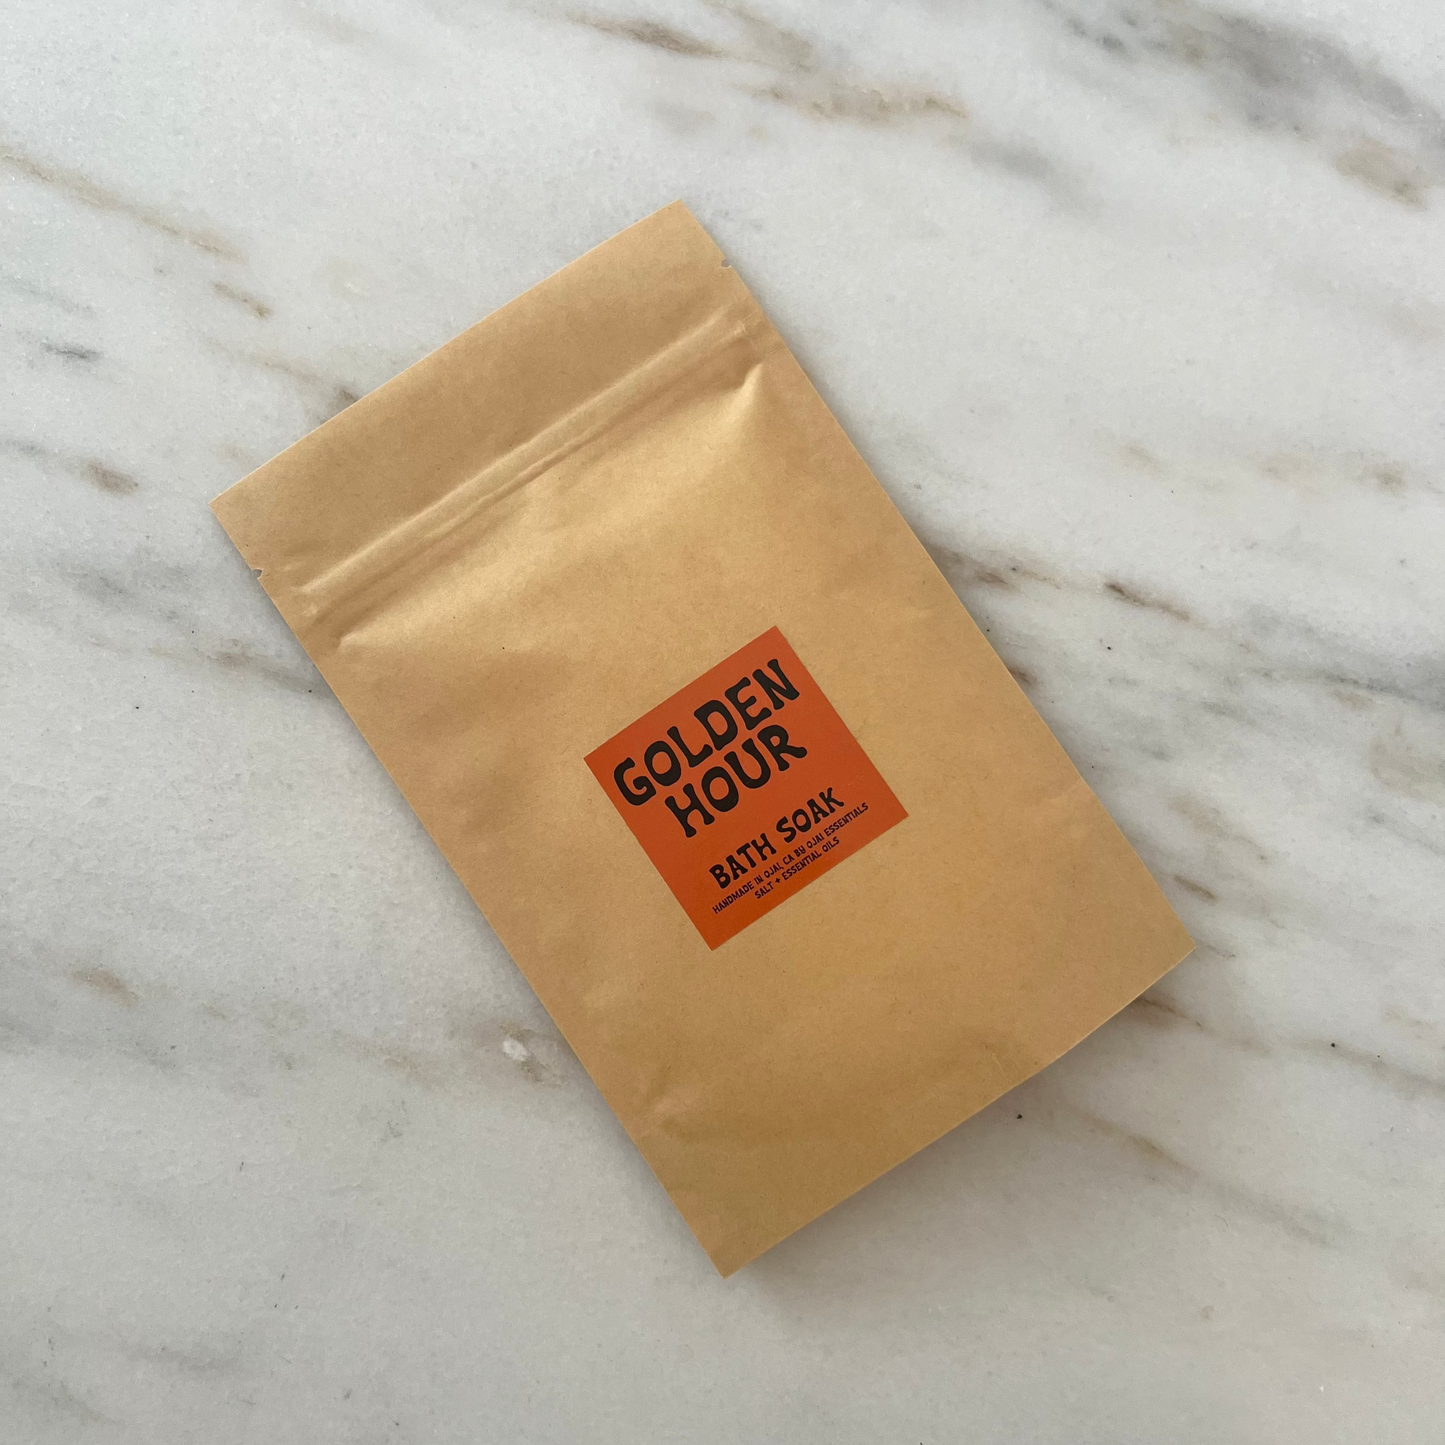 GOLDEN
HOUR
BATH SOAK
HANDMADE IN OJAI, CA BY OJAI ESSENTIALS
SALT + ESSENTIAL OILS